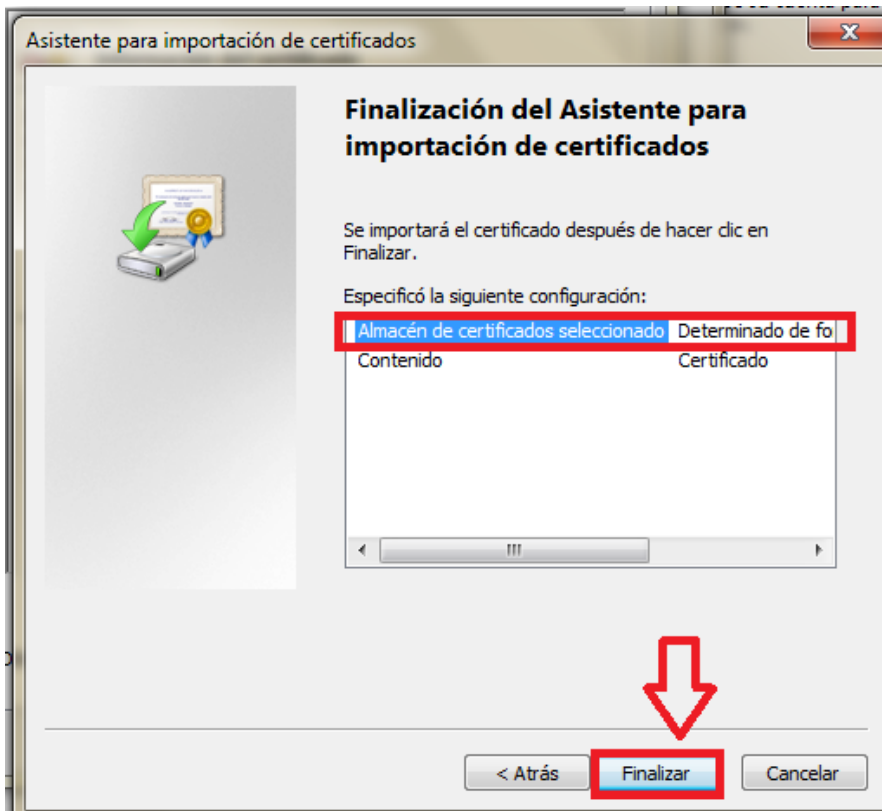 Asistente para importación de certificados
Finalización del Asistente para
importación de certificados
Se importará el certificado después de hacer clic en
Finalizar.
Especificó la siguiente configuración:
Almacén de certificados seleccionado Determinado de fo
Contenido Certificado
< Atrás Finalizar Cancelar